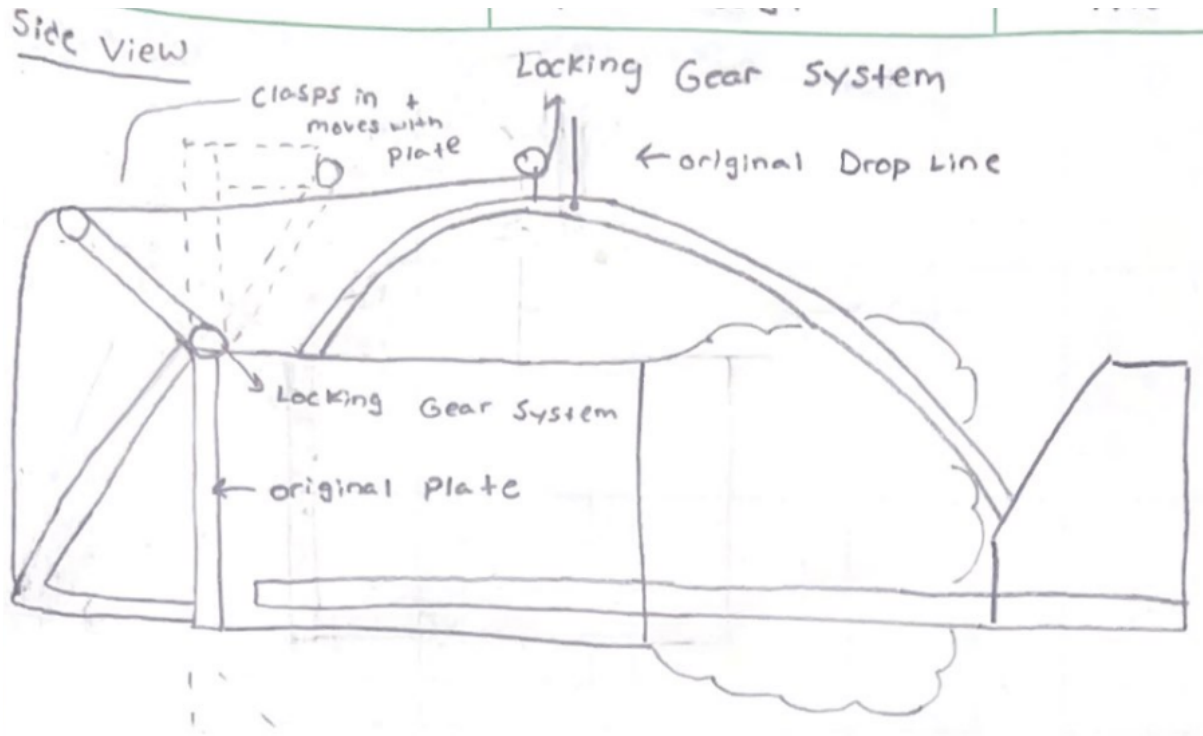 Side View
Locking Gear System
Clasps in +
moves with
plate
← original Drop Line
Locking Gear System
← original Plate